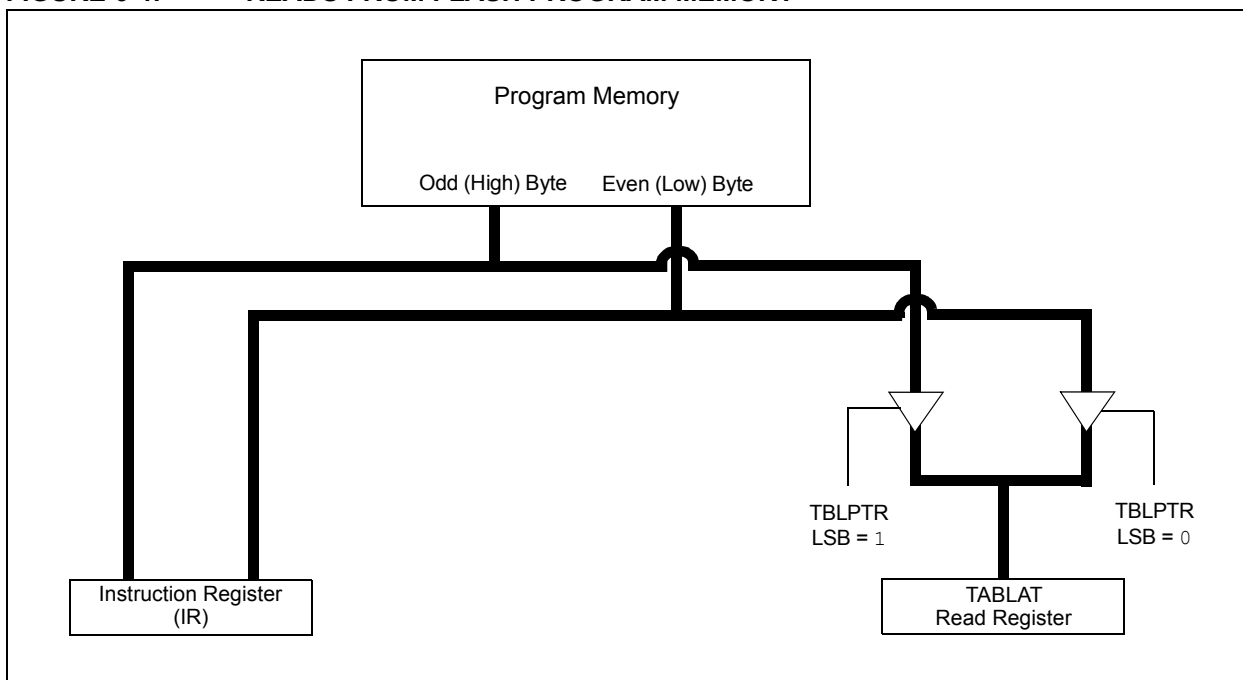 Program Memory
Odd (High) Byte Even (Low) Byte
TBLPTR
LSB = 1
TBLPTR
LSB = 0
Instruction Register
(IR)
TABLAT
Read Register